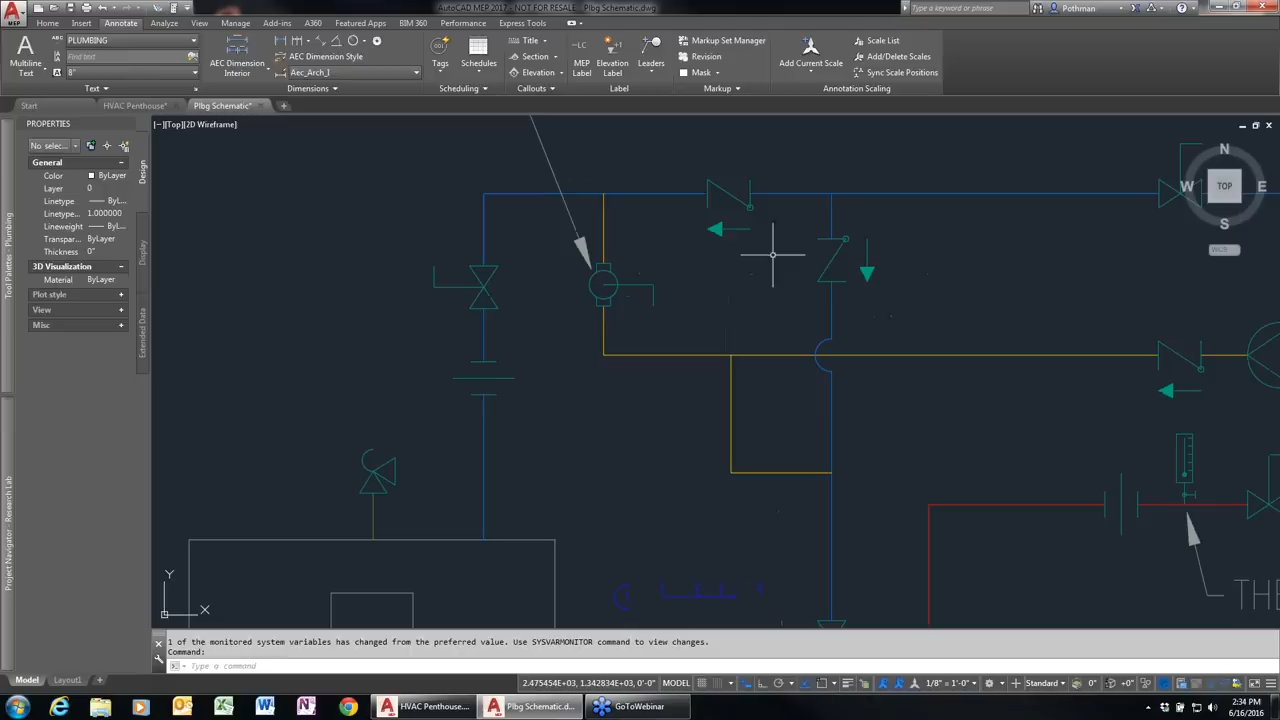 AutoCAD MEP 2017 - NOT FOR RESALE   Plbg Schematic.dwg
Type a keyword or phrase
Pothman
MEP
Home
Insert
Annotate
Analyze
View
Manage
Add-ins
A360
Featured Apps
BIM 360
Performance
Express Tools
Multiline
Text
PLUMBING
Find text
8"
Text
AEC Dimension
Interior
AEC Dimension Style
Aec_Arch_I
Dimensions
Tags
Schedules
Scheduling
Title
Section
Elevation
Callouts
MEP
Label
Elevation
Label
Leaders
Label
Markup Set Manager
Revision
Mask
Markup
Add Current Scale
Scale List
Add/Delete Scales
Sync Scale Positions
Annotation Scaling
Start
HVAC Penthouse*
Plbg Schematic*
PROPERTIES
No selec...
General
Color ByLayer
Layer 0
Linetype ByL...
Linetype... 1.000000
Lineweight ByL...
Transpar... ByLayer
Thickness 0"
3D Visualization
Material ByLayer
Plot style
View
Misc
Design
Display
Extended Data
Tool Palettes - Plumbing
Project Navigator - Research Lab
[−][Top][2D Wireframe]
N
W
TOP
E
S
WCS
THE
Y
X
1 of the monitored system variables has changed from the preferred value. Use SYSVARMONITOR command to view changes.
Command:
Type a command
Model
Layout1
2.475454E+03, 1.342834E+03, 0'-0"
MODEL
1/8" = 1'-0"
Standard
0"
+0"
HVAC Penthouse....
Plbg Schematic.d...
GoToWebinar
2:34 PM
6/16/2016